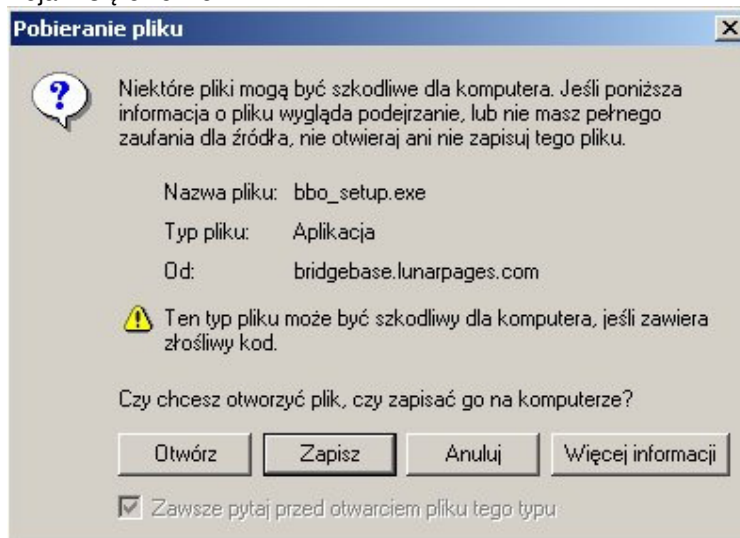 Pobieranie pliku
Niektóre pliki mogą być szkodliwe dla komputera. Jeśli poniższa
informacja o pliku wygląda podejrzanie, lub nie masz pełnego
zaufania dla źródła, nie otwieraj ani nie zapisuj tego pliku.
Nazwa pliku: bbo_setup.exe
Typ pliku: Aplikacja
Od: bridgebase.lunarpages.com
Ten typ pliku może być szkodliwy dla komputera, jeśli zawiera
złośliwy kod.
Czy chcesz otworzyć plik, czy zapisać go na komputerze?
Otwórz Zapisz Anuluj Więcej informacji
Zawsze pytaj przed otwarciem pliku tego typu